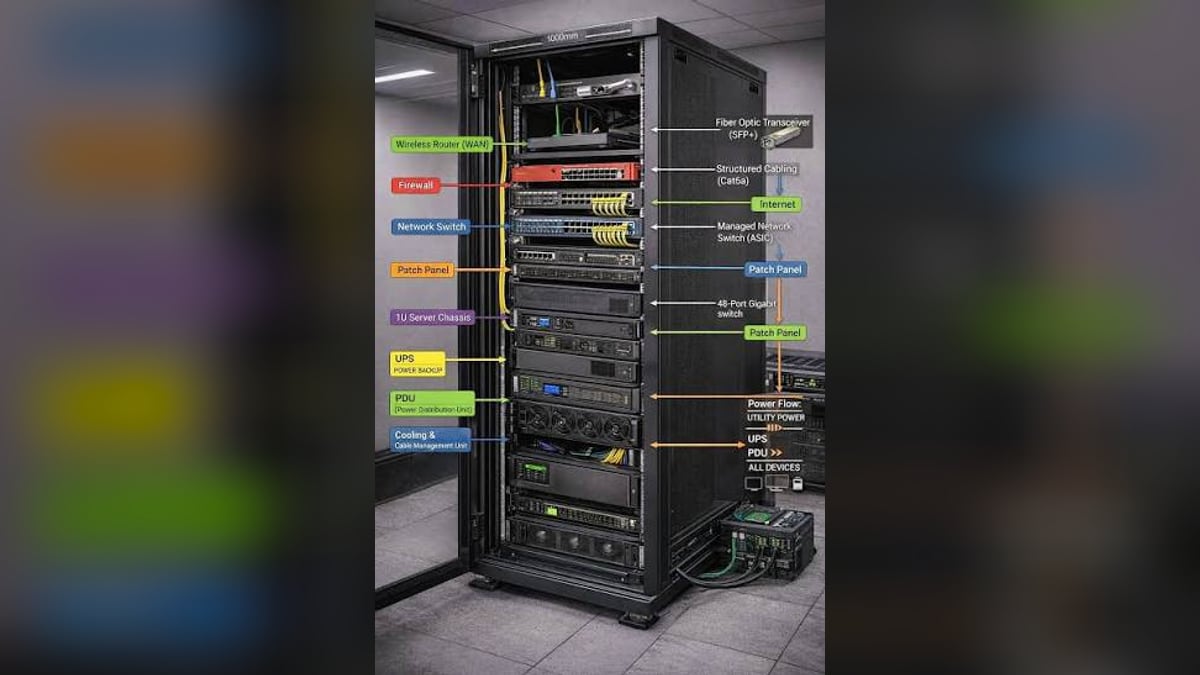 1000mm
Wireless Router (WAN)
Firewall
Network Switch
Patch Panel
1U Server Chassis
UPS
POWER BACKUP
PDU
(Power Distribution Unit)
Cooling &
Cable Management Unit
Fiber Optic Transceiver
(SFP+)
Structured Cabling
(Cat6a)
Internet
Managed Network
Switch (ASIC)
Patch Panel
48-Port Gigabit
switch
Patch Panel
Power Flow:
UTILITY POWER
UPS
PDU >>
ALL DEVICES